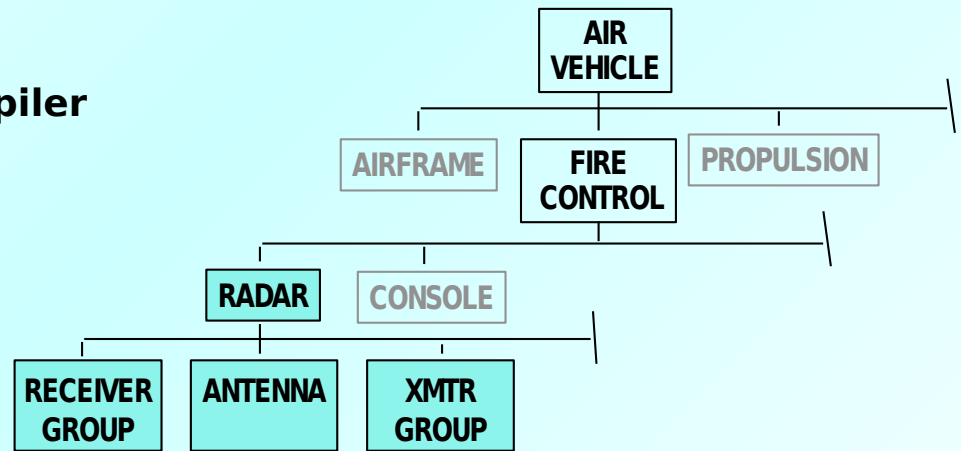 AIR
VEHICLE
piler
AIRFRAME
FIRE
CONTROL
PROPULSION
RADAR
CONSOLE
RECEIVER
GROUP
ANTENNA
XMTR
GROUP